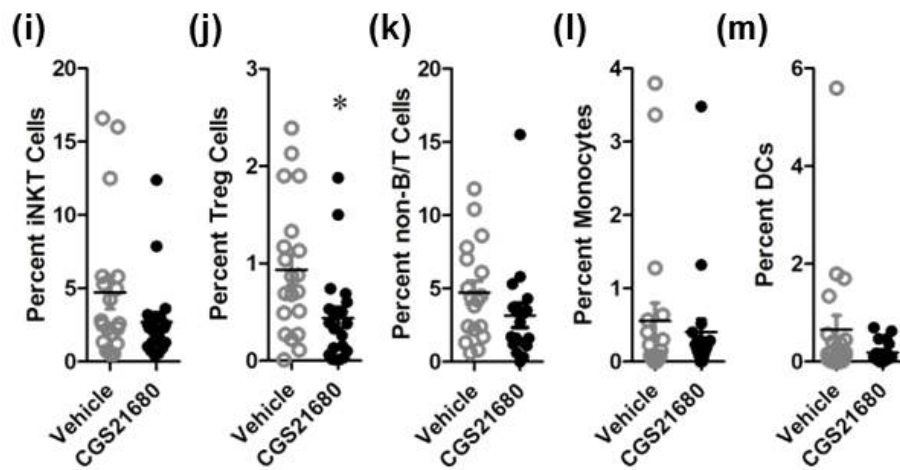 (i)
Percent iNKT Cells
20
15
10
5
0
Vehicle
CGS21680
(j)
Percent Treg Cells
3
2
1
0
*
Vehicle
CGS21680
(k)
Percent non-B/T Cells
20
15
10
5
0
Vehicle
CGS21680
(l)
Percent Monocytes
4
3
2
1
0
Vehicle
CGS21680
(m)
Percent DCs
6
4
2
0
Vehicle
CGS21680